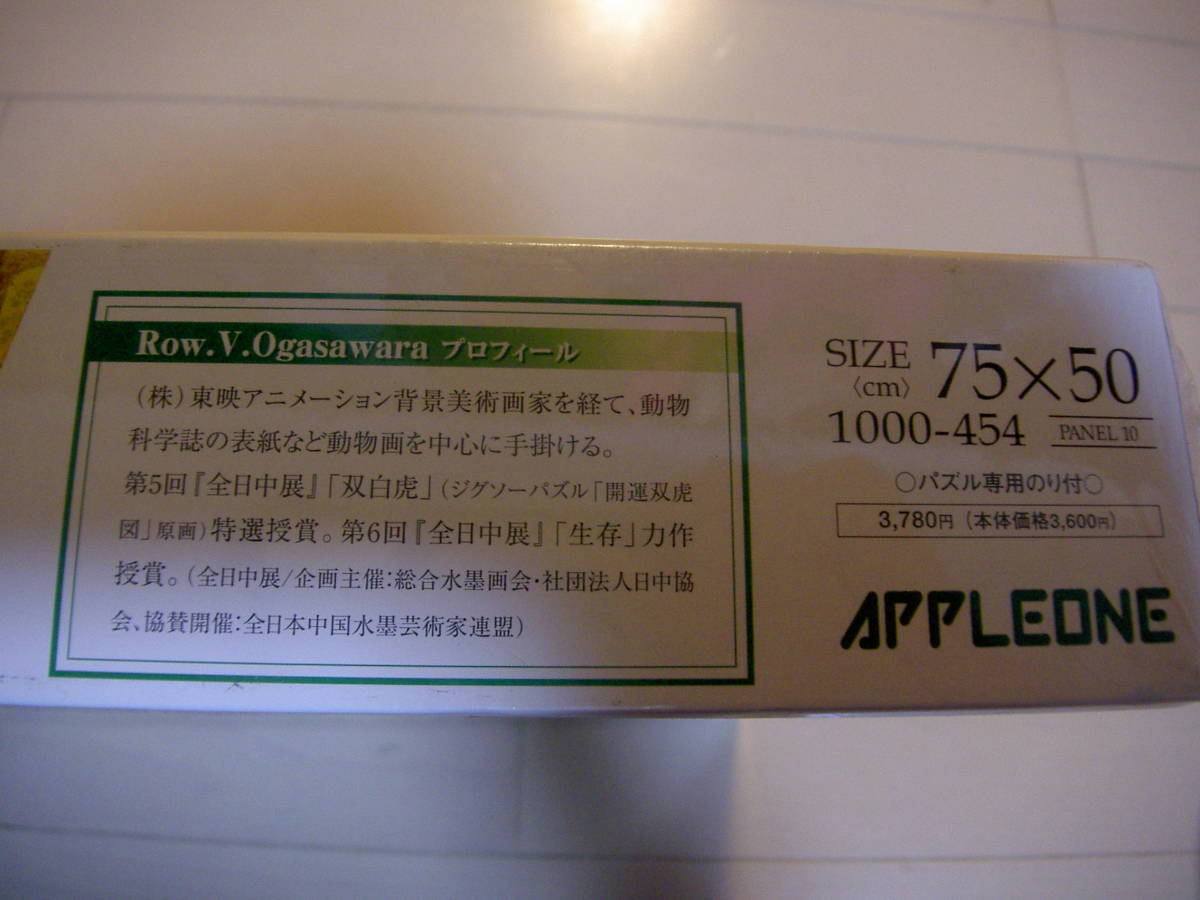 Row.V.Ogasawara プロフィール
(株)東映アニメーション背景美術画家を経て、動物
科学誌の表紙など動物画を中心に手掛ける。
第5回『全日中展』「双白虎」(ジグソーパズル「開運双虎
図」原画)特選授賞。第6回『全日中展』「生存」力作
授賞。(全日中展/企画主催:総合水墨画会・社団法人日中協
会、協賛開催:全日本中国水墨芸術家連盟)
SIZE〈cm〉 75×50
1000-454 PANEL 10
○パズル専用のり付○
3,780円(本体価格3,600円)
APPLEONE